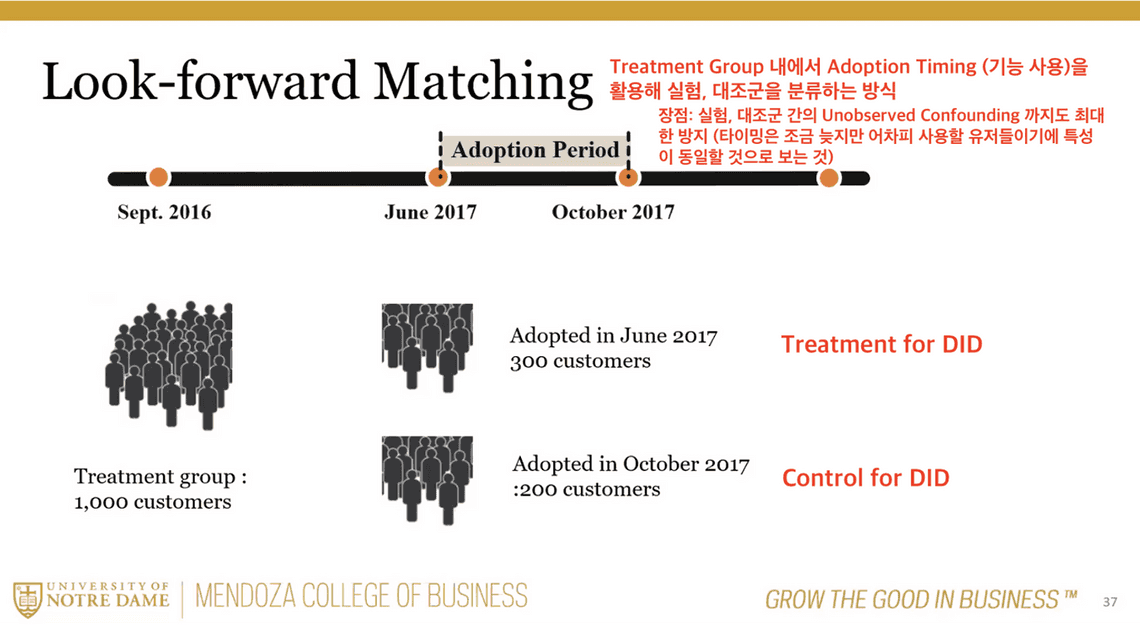 Look-forward Matching
Treatment Group 내에서 Adoption Timing (기능 사용)을
활용해 실험, 대조군을 분류하는 방식
장점: 실험, 대조군 간의 Unobserved Confounding 까지도 최대
한 방지 (타이밍은 조금 늦지만 어차피 사용할 유저들이기에 특성
이 동일할 것으로 보는 것)
Adoption Period
Sept. 2016
June 2017
October 2017
Adopted in June 2017
300 customers
Treatment for DID
Treatment group :
1,000 customers
Adopted in October 2017
:200 customers
Control for DID
UNIVERSITY OF
NOTRE DAME
MENDOZA COLLEGE OF BUSINESS
GROW THE GOOD IN BUSINESS ™
37